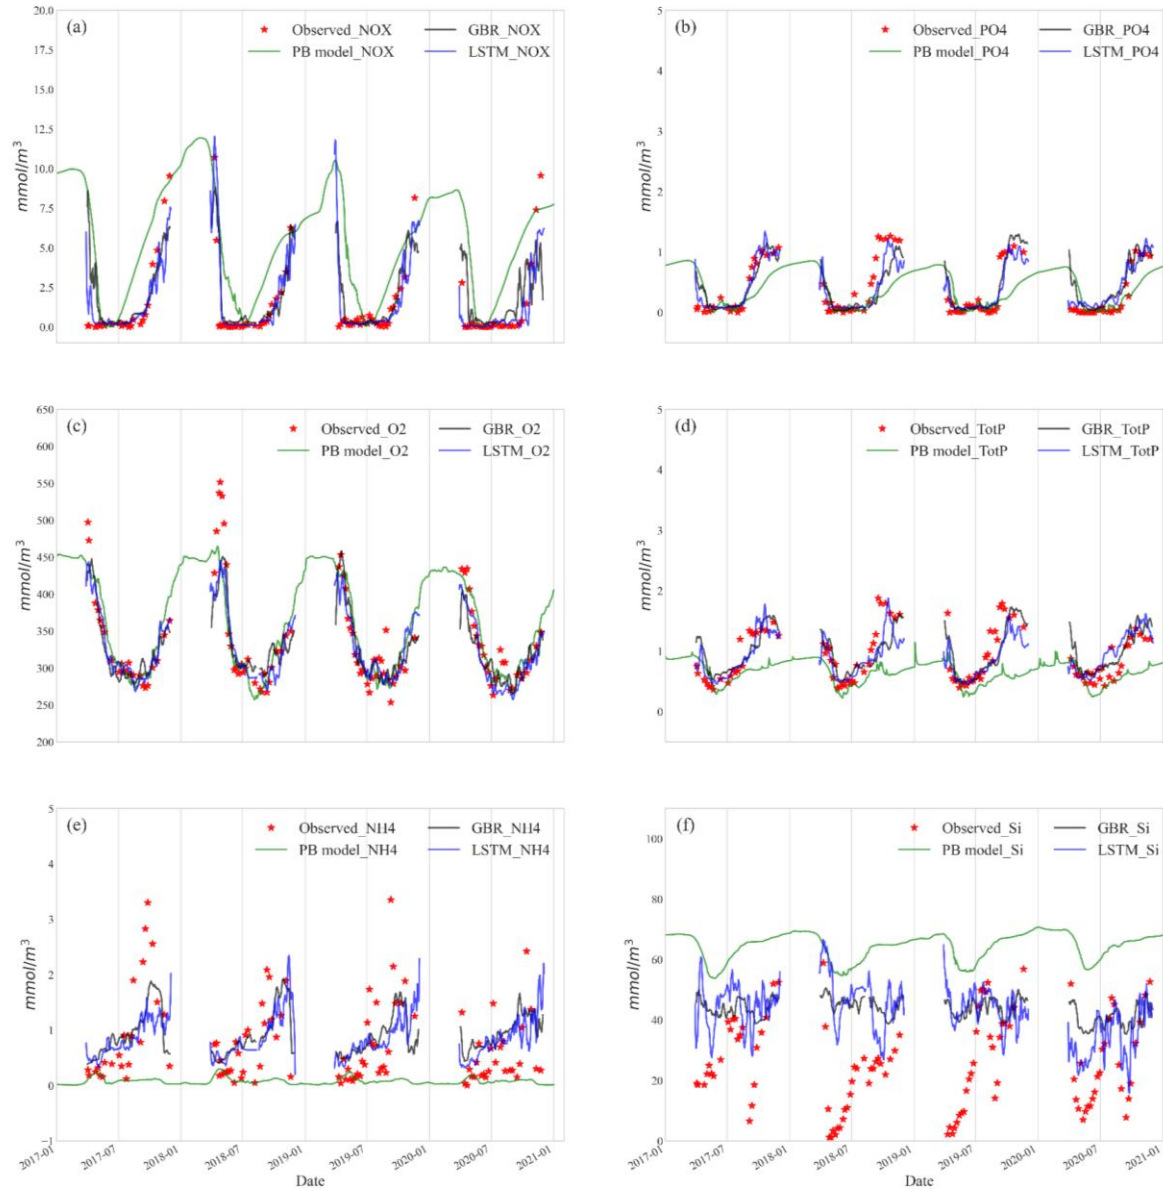 (a)
Observed_NOX
GBR_NOX
PB model_NOX
LSTM_NOX
20.0
17.5
15.0
12.5
10.0
7.5
5.0
2.5
0.0
mmol/m³
(b)
Observed_PO4
GBR_PO4
PB model_PO4
LSTM_PO4
5
4
3
2
1
0
mmol/m³
(c)
Observed_O2
GBR_O2
PB model_O2
LSTM_O2
650
600
550
500
450
400
350
300
250
200
mmol/m³
(d)
Observed_TotP
GBR_TotP
PB model_TotP
LSTM_TotP
5
4
3
2
1
0
mmol/m³
(e)
Observed_NH4
GBR_NH4
PB model_NH4
LSTM_NH4
5
4
3
2
1
0
−1
mmol/m³
2017-01
2017-07
2018-01
2018-07
2019-01
2019-07
2020-01
2020-07
2021-01
Date
(f)
Observed_Si
GBR_Si
PB model_Si
LSTM_Si
100
80
60
40
20
0
mmol/m³
2017-01
2017-07
2018-01
2018-07
2019-01
2019-07
2020-01
2020-07
2021-01
Date